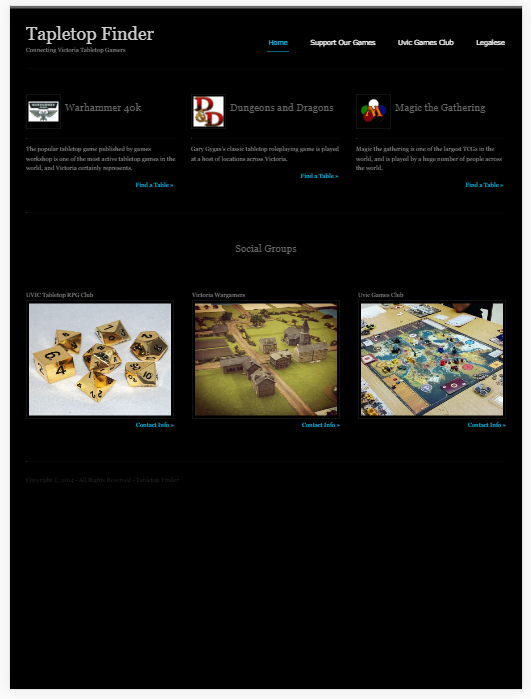 Tapletop Finder
Connecting Victoria Tabletop Gamers
Home Support Our Games Uvic Games Club Legalese
Warhammer 40k
The popular tabletop game published by games
workshop is one of the most active tabletop games in the
world, and Victoria certainly represents.
Find a Table »
D&D
Dungeons and Dragons
Gary Gygax's classic tabletop roleplaying game is played
at a host of locations across Victoria.
Find a Table »
Magic the Gathering
Magic the gathering is one of the largest TCGs in the
world, and is played by a huge number of people across
the world.
Find a Table »
Social Groups
UVIC Tabletop RPG Club
Contact Info »
Victoria Wargamers
Contact Info »
Uvic Games Club
Contact Info »
Copyright © 2014 - All Rights Reserved - Tabletop Finder